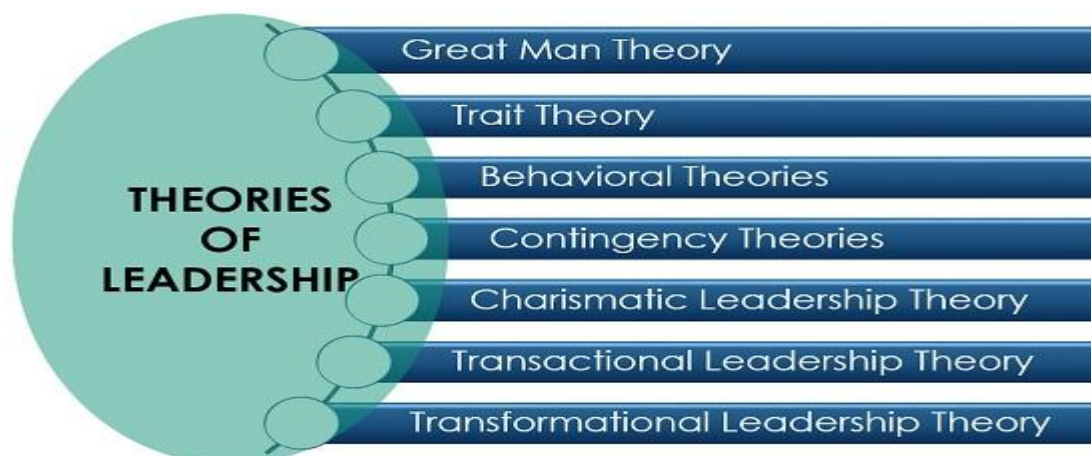 THEORIES
OF
LEADERSHIP
Great Man Theory
Trait Theory
Behavioral Theories
Contingency Theories
Charismatic Leadership Theory
Transactional Leadership Theory
Transformational Leadership Theory